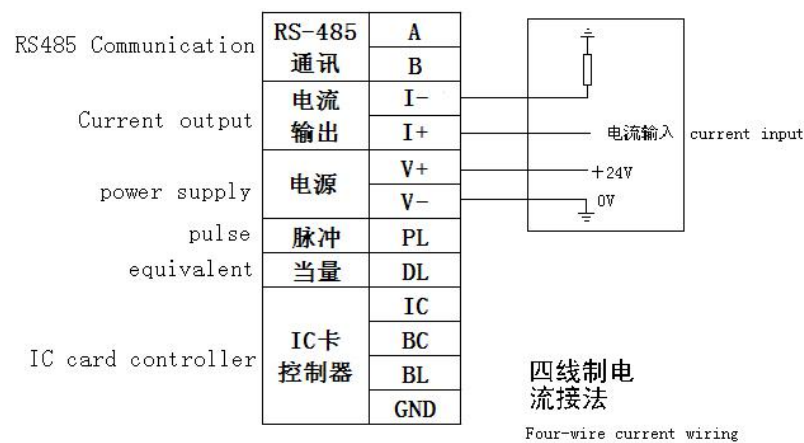 RS485 Communication
RS-485
通讯
A
B
Current output
电流
输出
I-
I+
电流输入 current input
power supply
电源
V+
V-
+24V
0V
pulse
脉冲
PL
equivalent
当量
DL
IC card controller
IC卡
控制器
IC
BC
BL
GND
四线制电
流接法
Four-wire current wiring